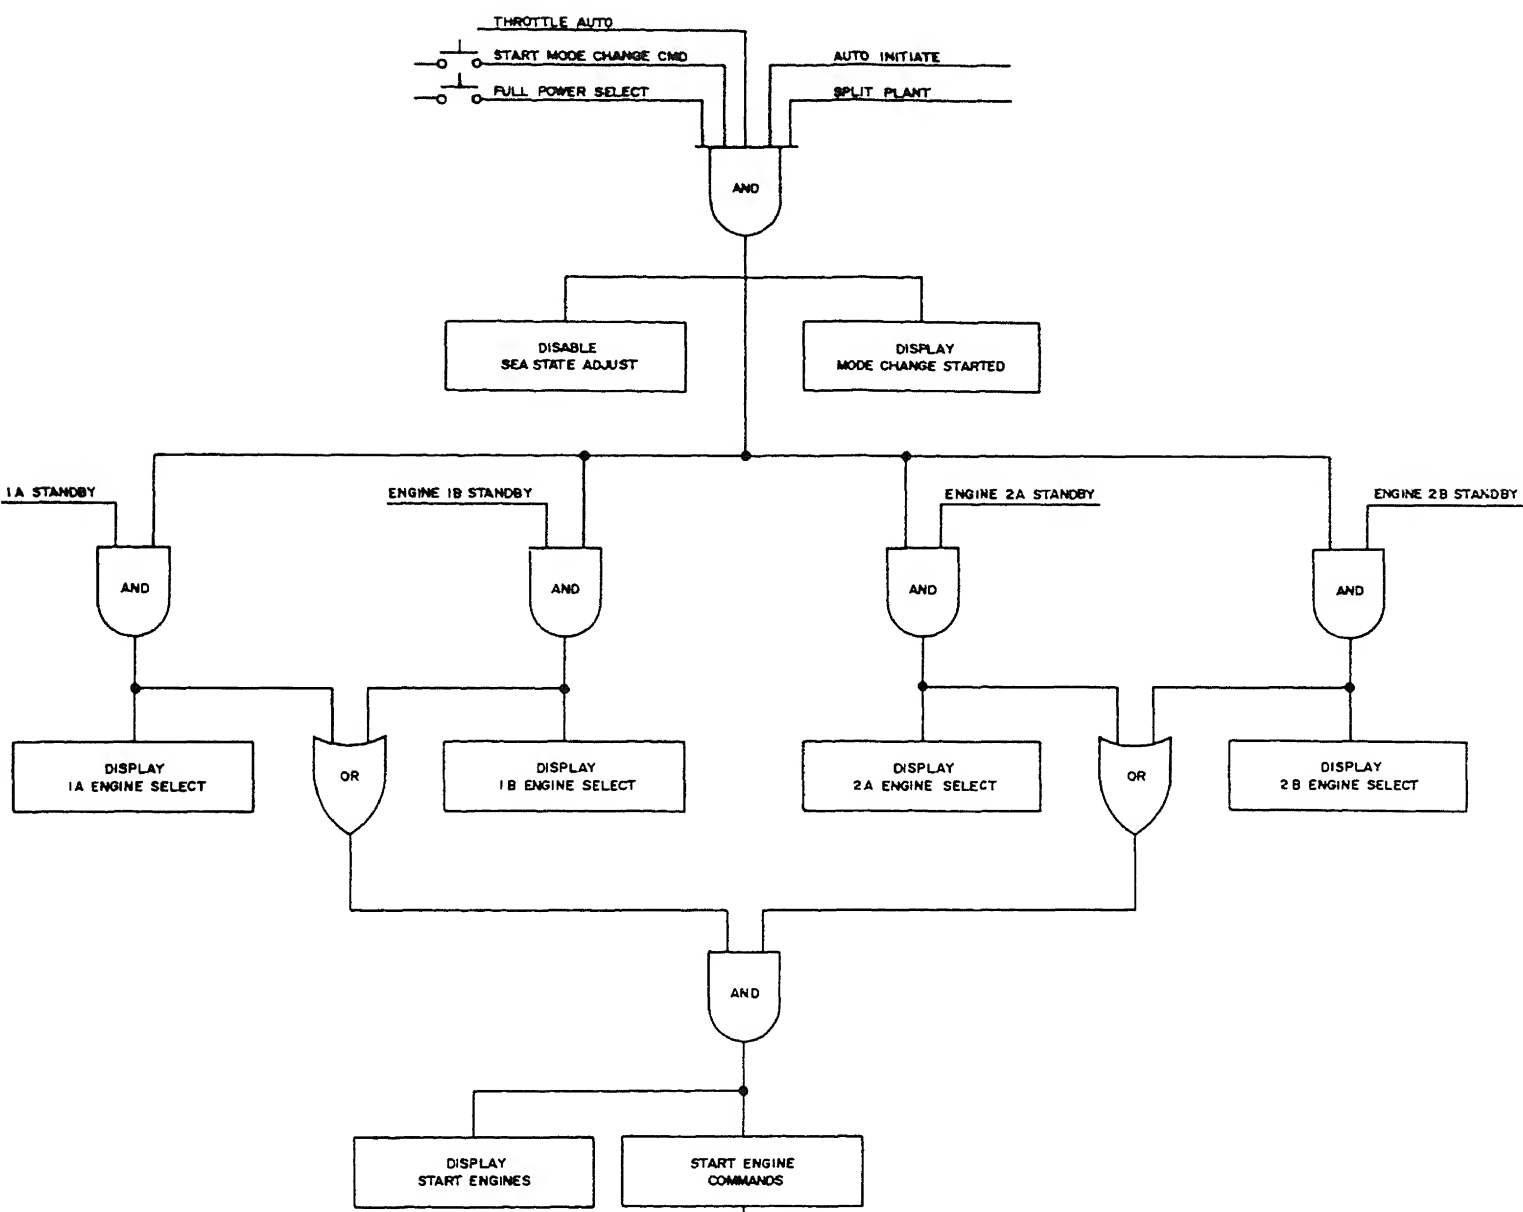 THROTTLE AUTO
START MODE CHANGE CMD
AUTO INITIATE
FULL POWER SELECT
SPLIT PLANT
AND
DISABLE
SEA STATE ADJUST
DISPLAY
MODE CHANGE STARTED
1A STANDBY
ENGINE 1B STANDBY
ENGINE 2A STANDBY
ENGINE 2B STANDBY
AND
AND
AND
AND
DISPLAY
1A ENGINE SELECT
OR
DISPLAY
1B ENGINE SELECT
DISPLAY
2A ENGINE SELECT
OR
DISPLAY
2B ENGINE SELECT
AND
DISPLAY
START ENGINES
START ENGINE
COMMANDS